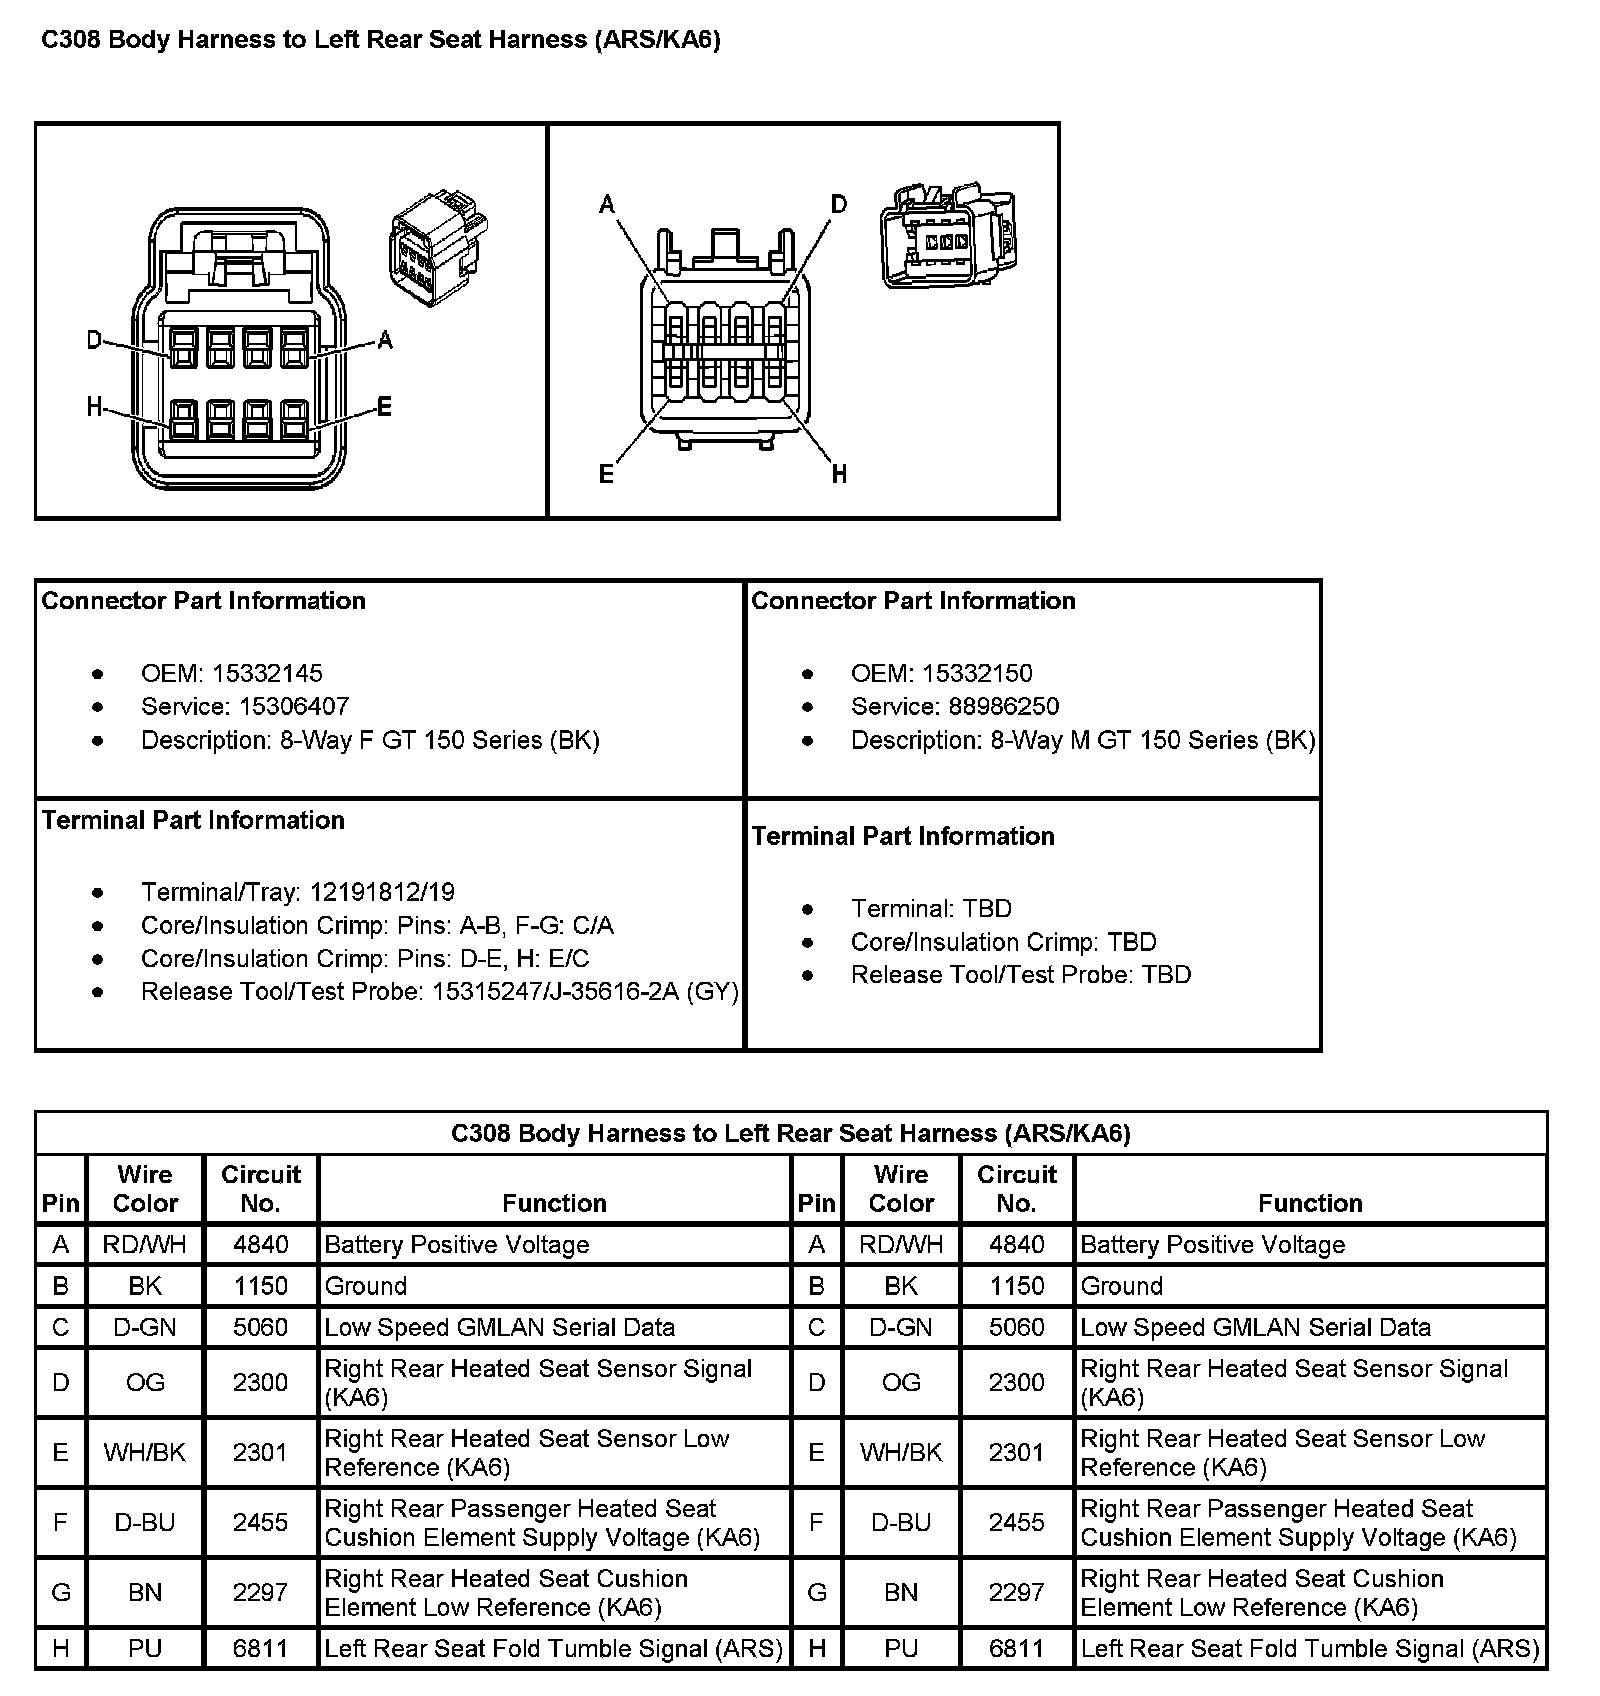 C308 Body Harness to Left Rear Seat Harness (ARS/KA6)
D A
H E
A D
E H
Connector Part Information
• OEM: 15332145
• Service: 15306407
• Description: 8-Way F GT 150 Series (BK)
Connector Part Information
• OEM: 15332150
• Service: 88986250
• Description: 8-Way M GT 150 Series (BK)
Terminal Part Information
• Terminal/Tray: 12191812/19
• Core/Insulation Crimp: Pins: A-B, F-G: C/A
• Core/Insulation Crimp: Pins: D-E, H: E/C
• Release Tool/Test Probe: 15315247/J-35616-2A (GY)
Terminal Part Information
• Terminal: TBD
• Core/Insulation Crimp: TBD
• Release Tool/Test Probe: TBD
C308 Body Harness to Left Rear Seat Harness (ARS/KA6)
Pin Wire Color Circuit No. Function Pin Wire Color Circuit No. Function
A RD/WH 4840 Battery Positive Voltage A RD/WH 4840 Battery Positive Voltage
B BK 1150 Ground B BK 1150 Ground
C D-GN 5060 Low Speed GMLAN Serial Data C D-GN 5060 Low Speed GMLAN Serial Data
D OG 2300 Right Rear Heated Seat Sensor Signal (KA6) D OG 2300 Right Rear Heated Seat Sensor Signal (KA6)
E WH/BK 2301 Right Rear Heated Seat Sensor Low Reference (KA6) E WH/BK 2301 Right Rear Heated Seat Sensor Low Reference (KA6)
F D-BU 2455 Right Rear Passenger Heated Seat Cushion Element Supply Voltage (KA6) F D-BU 2455 Right Rear Passenger Heated Seat Cushion Element Supply Voltage (KA6)
G BN 2297 Right Rear Heated Seat Cushion Element Low Reference (KA6) G BN 2297 Right Rear Heated Seat Cushion Element Low Reference (KA6)
H PU 6811 Left Rear Seat Fold Tumble Signal (ARS) H PU 6811 Left Rear Seat Fold Tumble Signal (ARS)